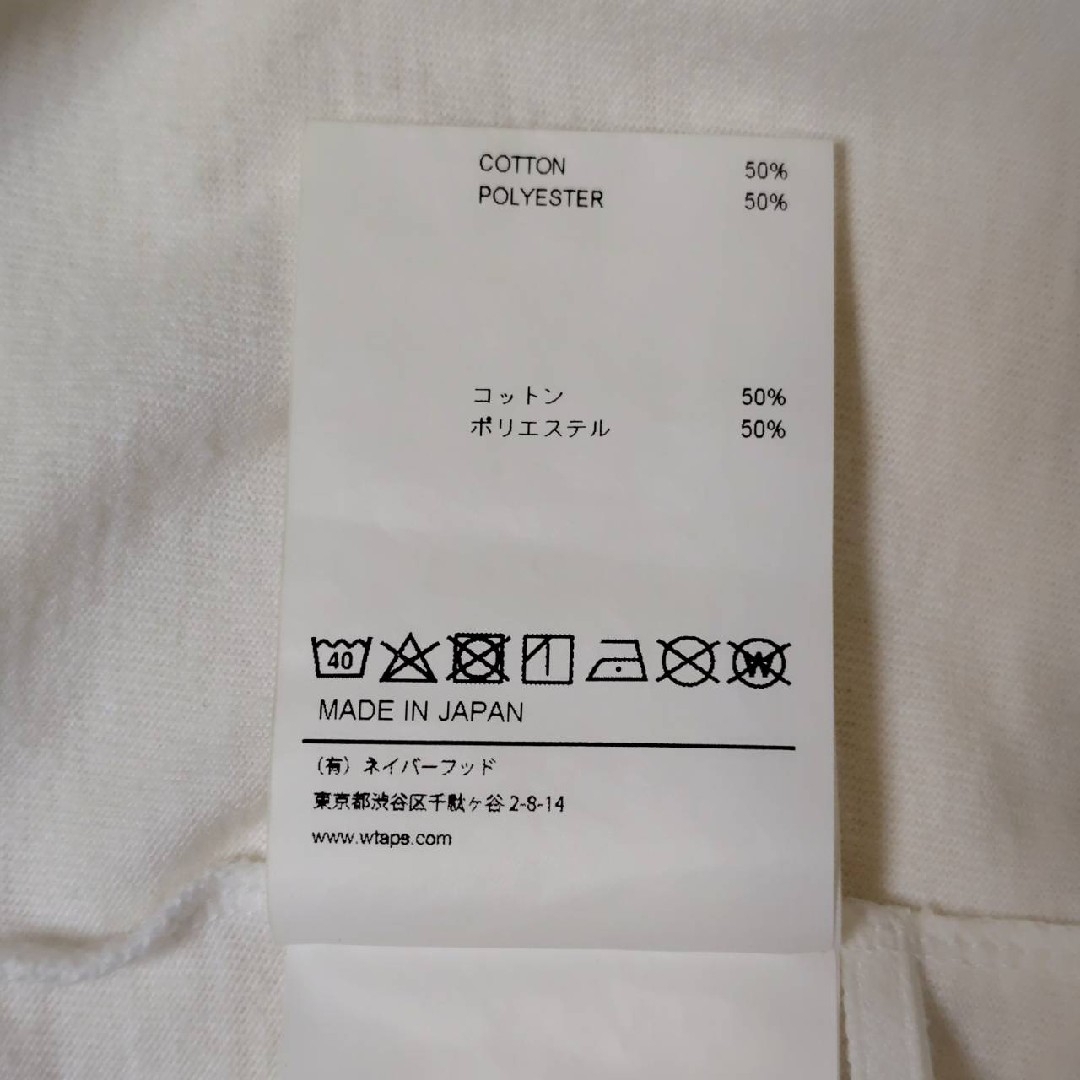 COTTON 50%
POLYESTER 50%
コットン 50%
ポリエステル 50%
40 W
MADE IN JAPAN
（有）ネイバーフッド
東京都渋谷区千駄ヶ谷 2-8-14
www.wtaps.com